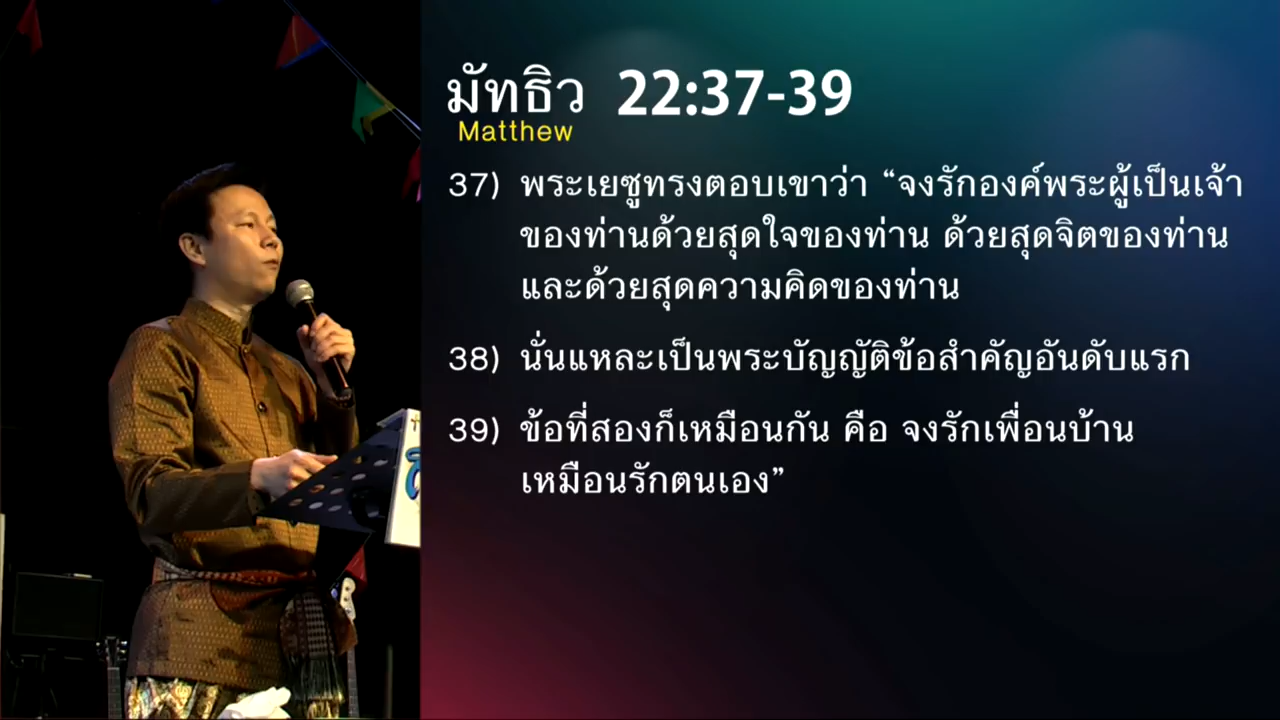 มัทธิว 22:37-39
Matthew
37) พระเยซูทรงตอบเขาว่า “จงรักองค์พระผู้เป็นเจ้า
ของท่านด้วยสุดใจของท่าน ด้วยสุดจิตของท่าน
และด้วยสุดความคิดของท่าน
38) นั่นแหละเป็นพระบัญญัติข้อสำคัญอันดับแรก
39) ข้อที่สองก็เหมือนกัน คือ จงรักเพื่อนบ้าน
เหมือนรักตนเอง”